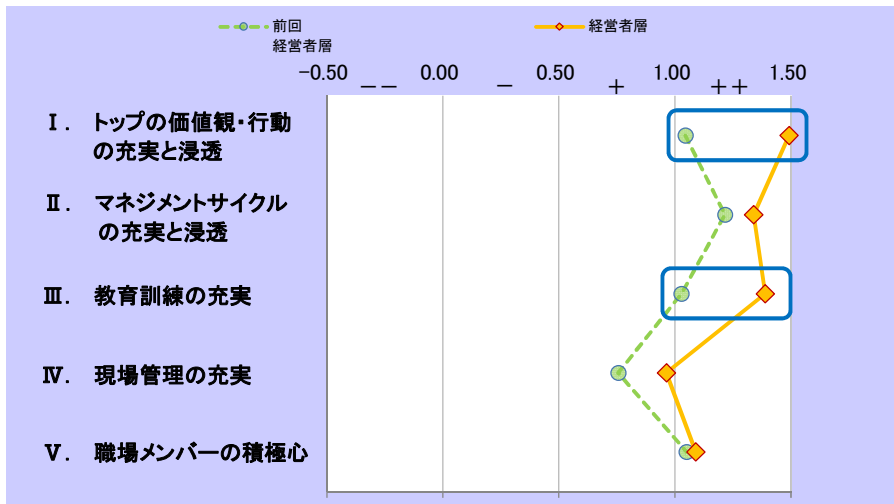 前回
経営者層
経営者層
-0.50 0.00 0.50 1.00 1.50
－－ － ＋ ＋＋
Ⅰ. トップの価値観・行動
の充実と浸透
Ⅱ. マネジメントサイクル
の充実と浸透
Ⅲ. 教育訓練の充実
Ⅳ. 現場管理の充実
Ⅴ. 職場メンバーの積極心